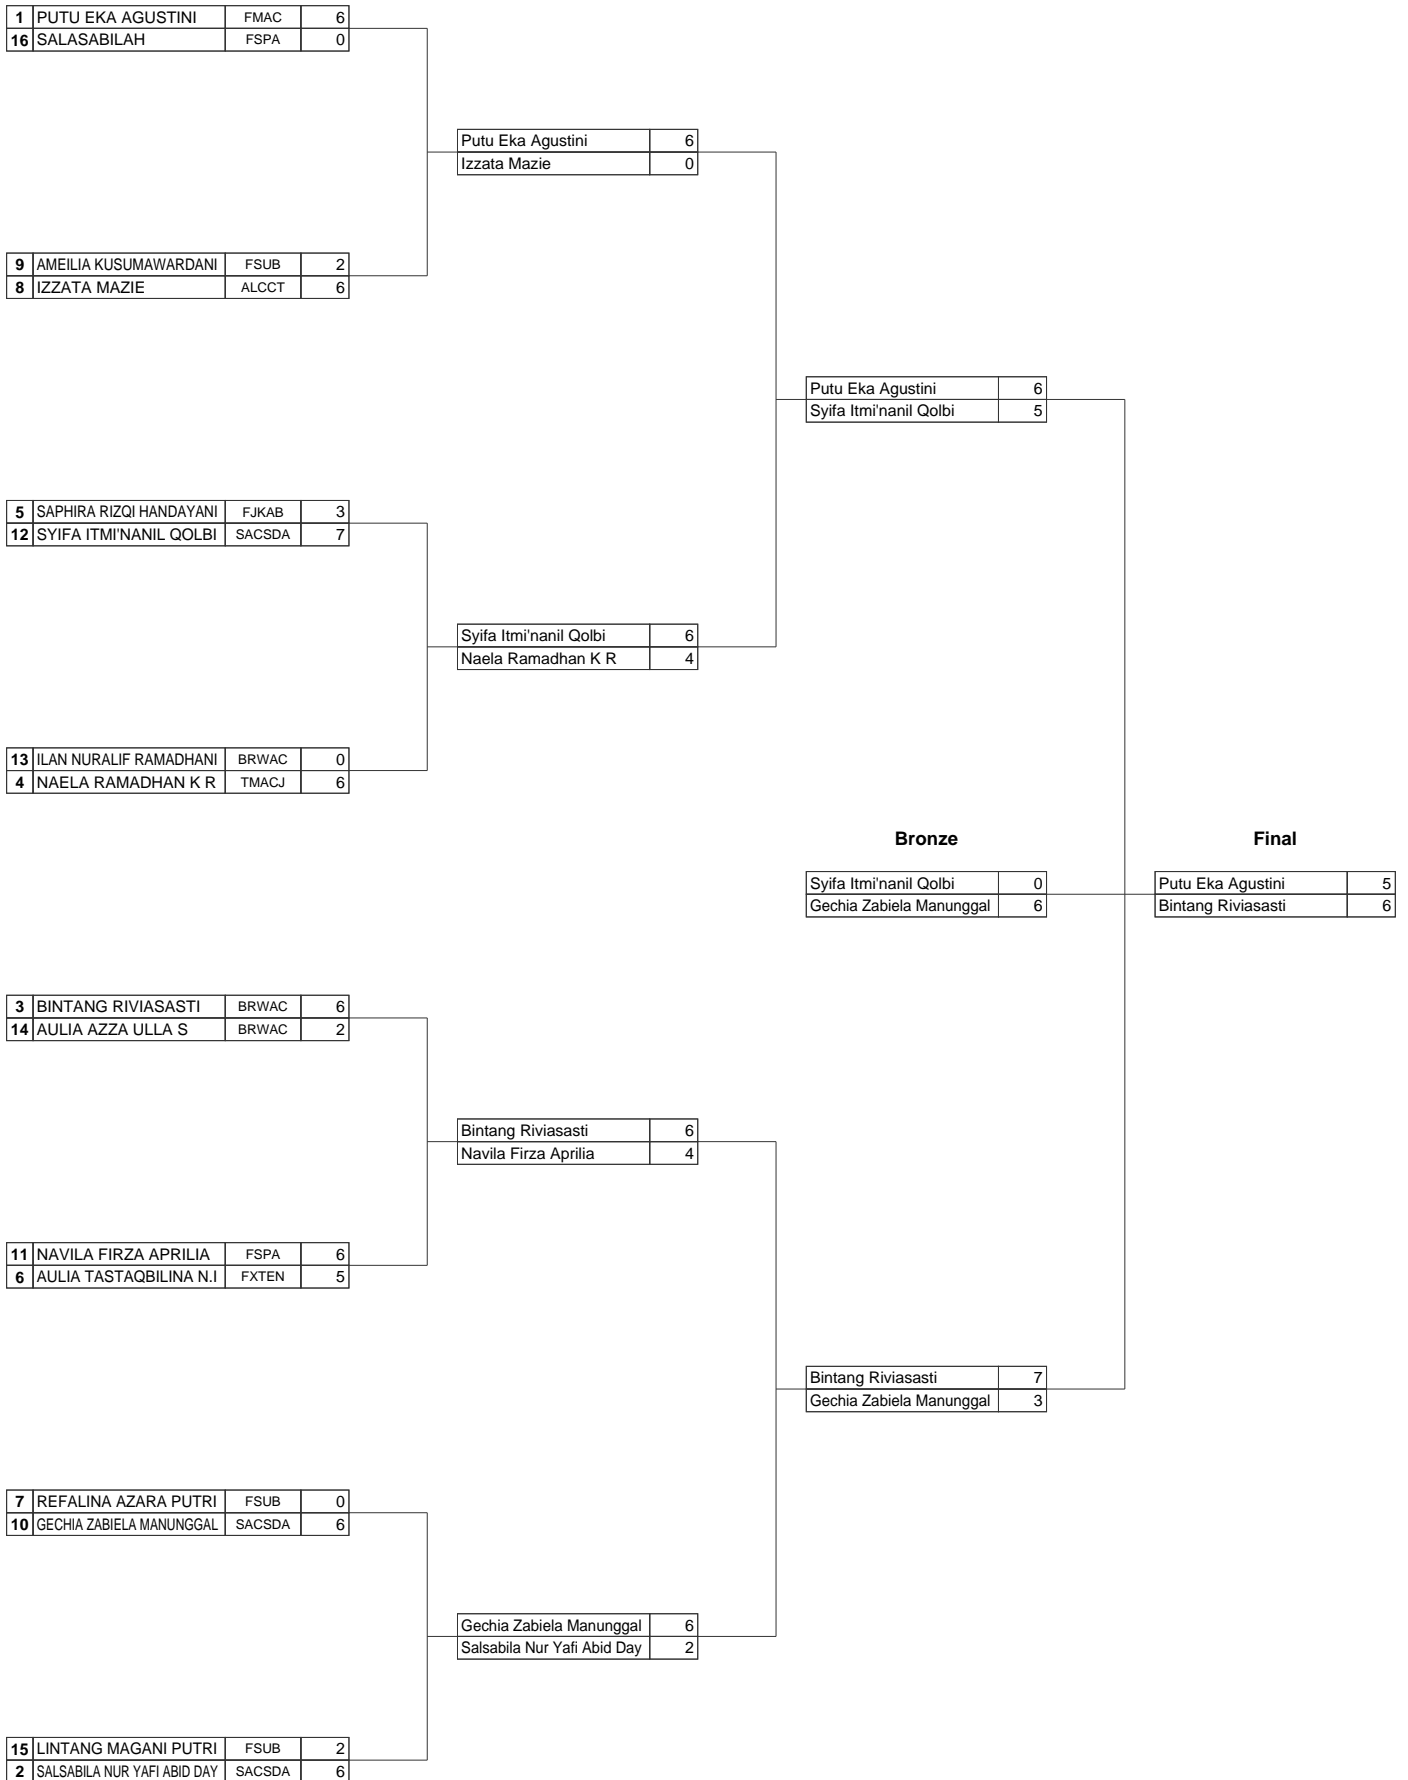 1 PUTU EKA AGUSTINI FMAC 6
16 SALASABILAH FSPA 0
Putu Eka Agustini 6
Izzata Mazie 0
9 AMEILIA KUSUMAWARDANI FSUB 2
8 IZZATA MAZIE ALCCT 6
Putu Eka Agustini 6
Syifa Itmi'nanil Qolbi 5
5 SAPHIRA RIZQI HANDAYANI FJKAB 3
12 SYIFA ITMI'NANIL QOLBI SACSDA 7
Syifa Itmi'nanil Qolbi 6
Naela Ramadhan K R 4
13 ILAN NURALIF RAMADHANI BRWAC 0
4 NAELA RAMADHAN K R TMACJ 6
Bronze Final
Syifa Itmi'nanil Qolbi 0 Putu Eka Agustini 5
Gechia Zabiela Manunggal 6 Bintang Riviasasti 6
3 BINTANG RIVIASASTI BRWAC 6
14 AULIA AZZA ULLA S BRWAC 2
Bintang Riviasasti 6
Navila Firza Aprilia 4
11 NAVILA FIRZA APRILIA FSPA 6
6 AULIA TASTAQBILINA N.I FXTEN 5
Bintang Riviasasti 7
Gechia Zabiela Manunggal 3
7 REFALINA AZARA PUTRI FSUB 0
10 GECHIA ZABIELA MANUNGGAL SACSDA 6
Gechia Zabiela Manunggal 6
Salsabila Nur Yafi Abid Day 2
15 LINTANG MAGANI PUTRI FSUB 2
2 SALSABILA NUR YAFI ABID DAY SACSDA 6